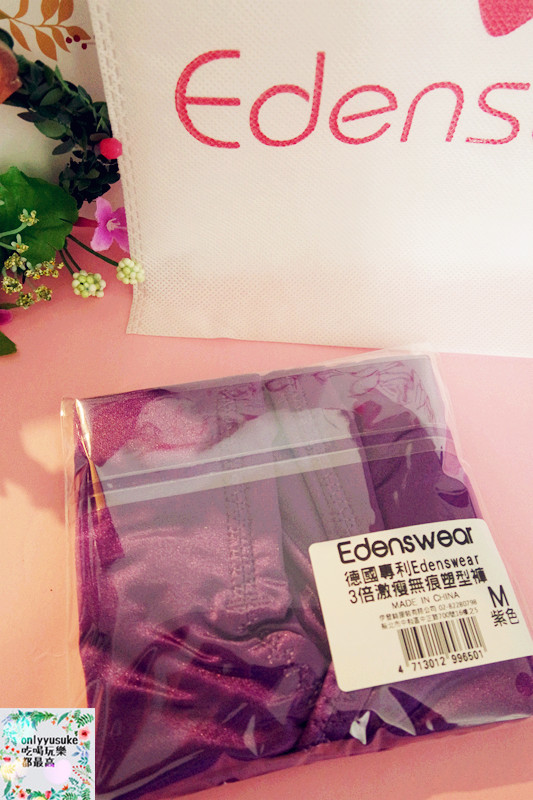 Edens
Edenswear
德國專利Edenswear
3倍激瘦無痕塑型褲
MADE IN CHINA
M
紫色
4 713012 996501
onlyyusuke
吃喝玩樂
都最高